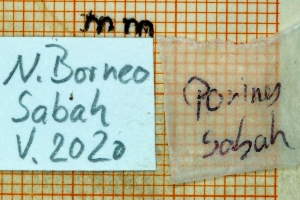 mm
N. Borneo
Sabah
V. 2020
Poring
Sabah